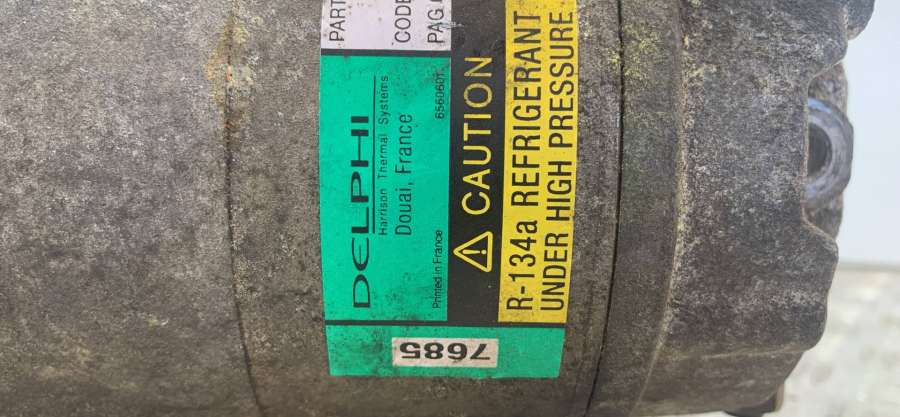 PART
CODE
PAG
DELPHI
Harrison Thermal Systems
Douai, France
Printed in France 6560601
⚠ CAUTION
R-134a REFRIGERANT
UNDER HIGH PRESSURE
7685